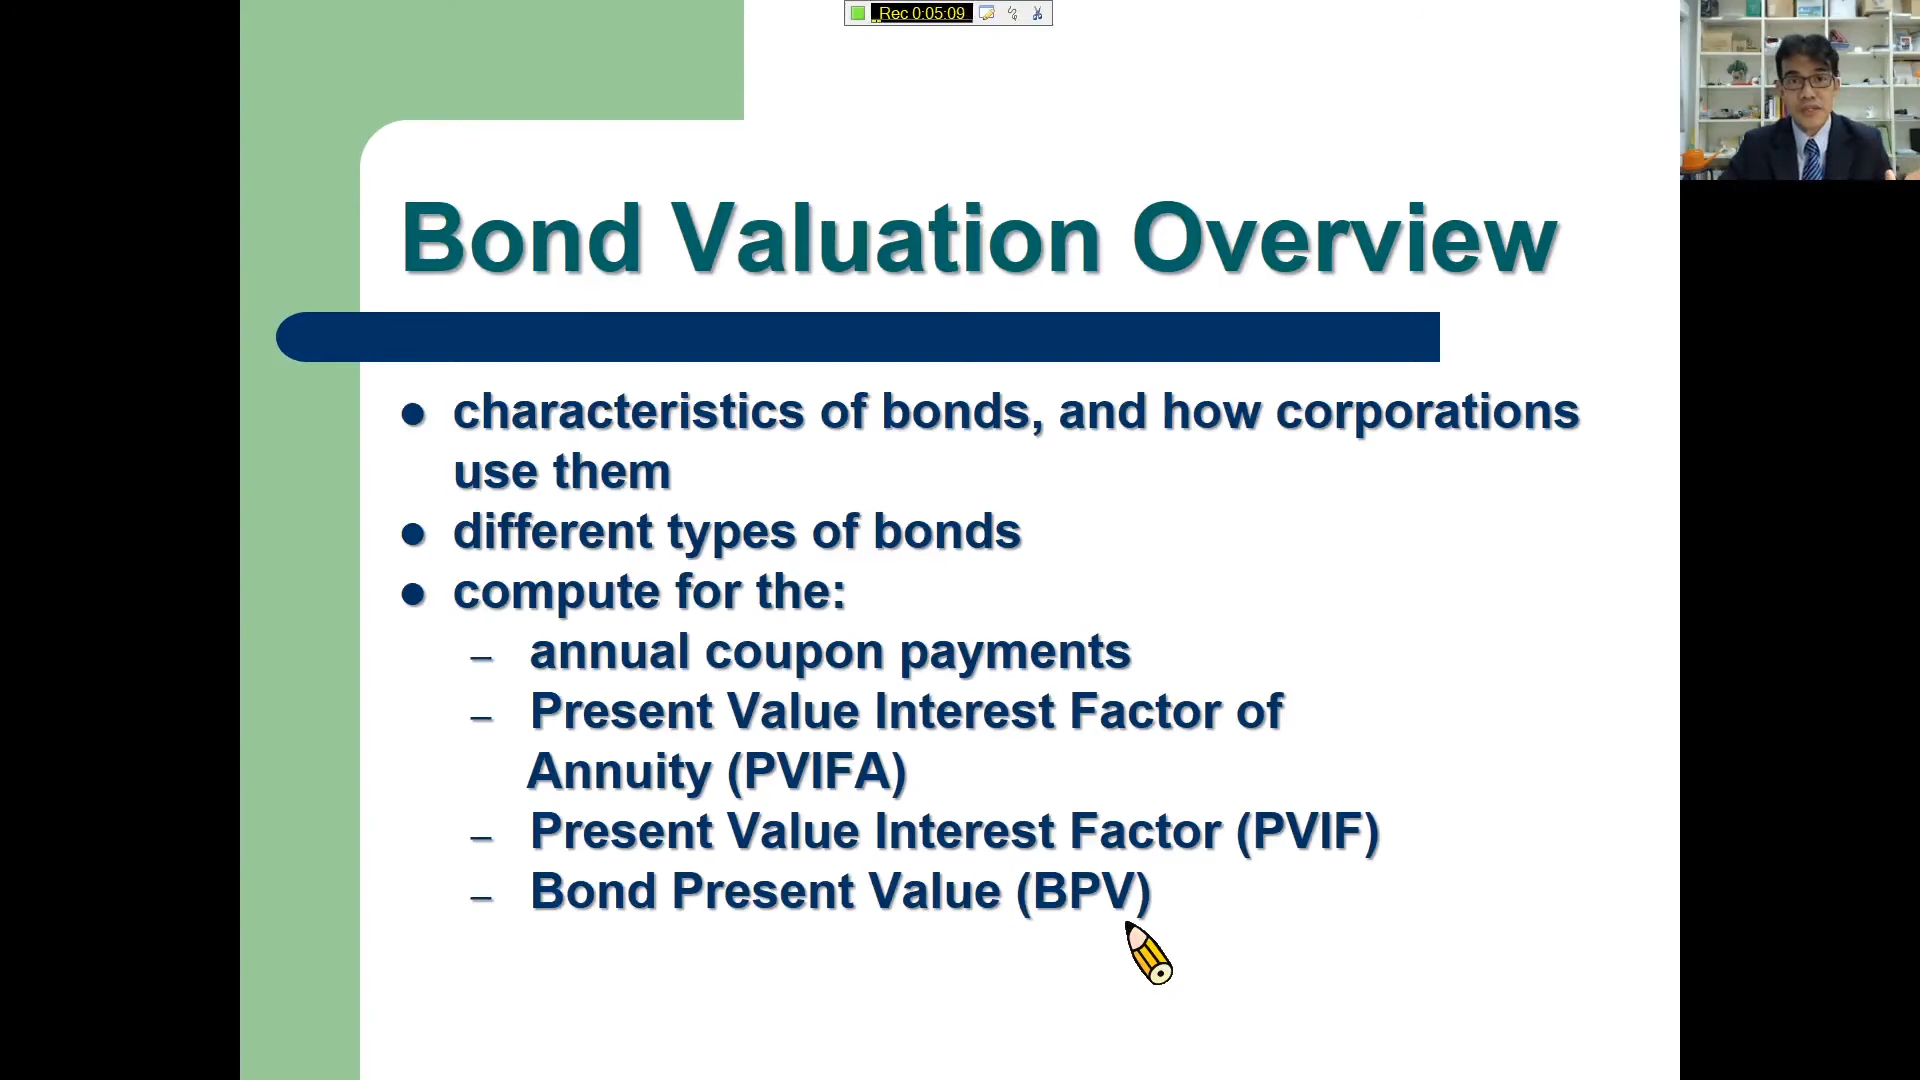 Rec 0:05:09
Bond Valuation Overview
● characteristics of bonds, and how corporations
use them
● different types of bonds
● compute for the:
– annual coupon payments
– Present Value Interest Factor of
Annuity (PVIFA)
– Present Value Interest Factor (PVIF)
– Bond Present Value (BPV)